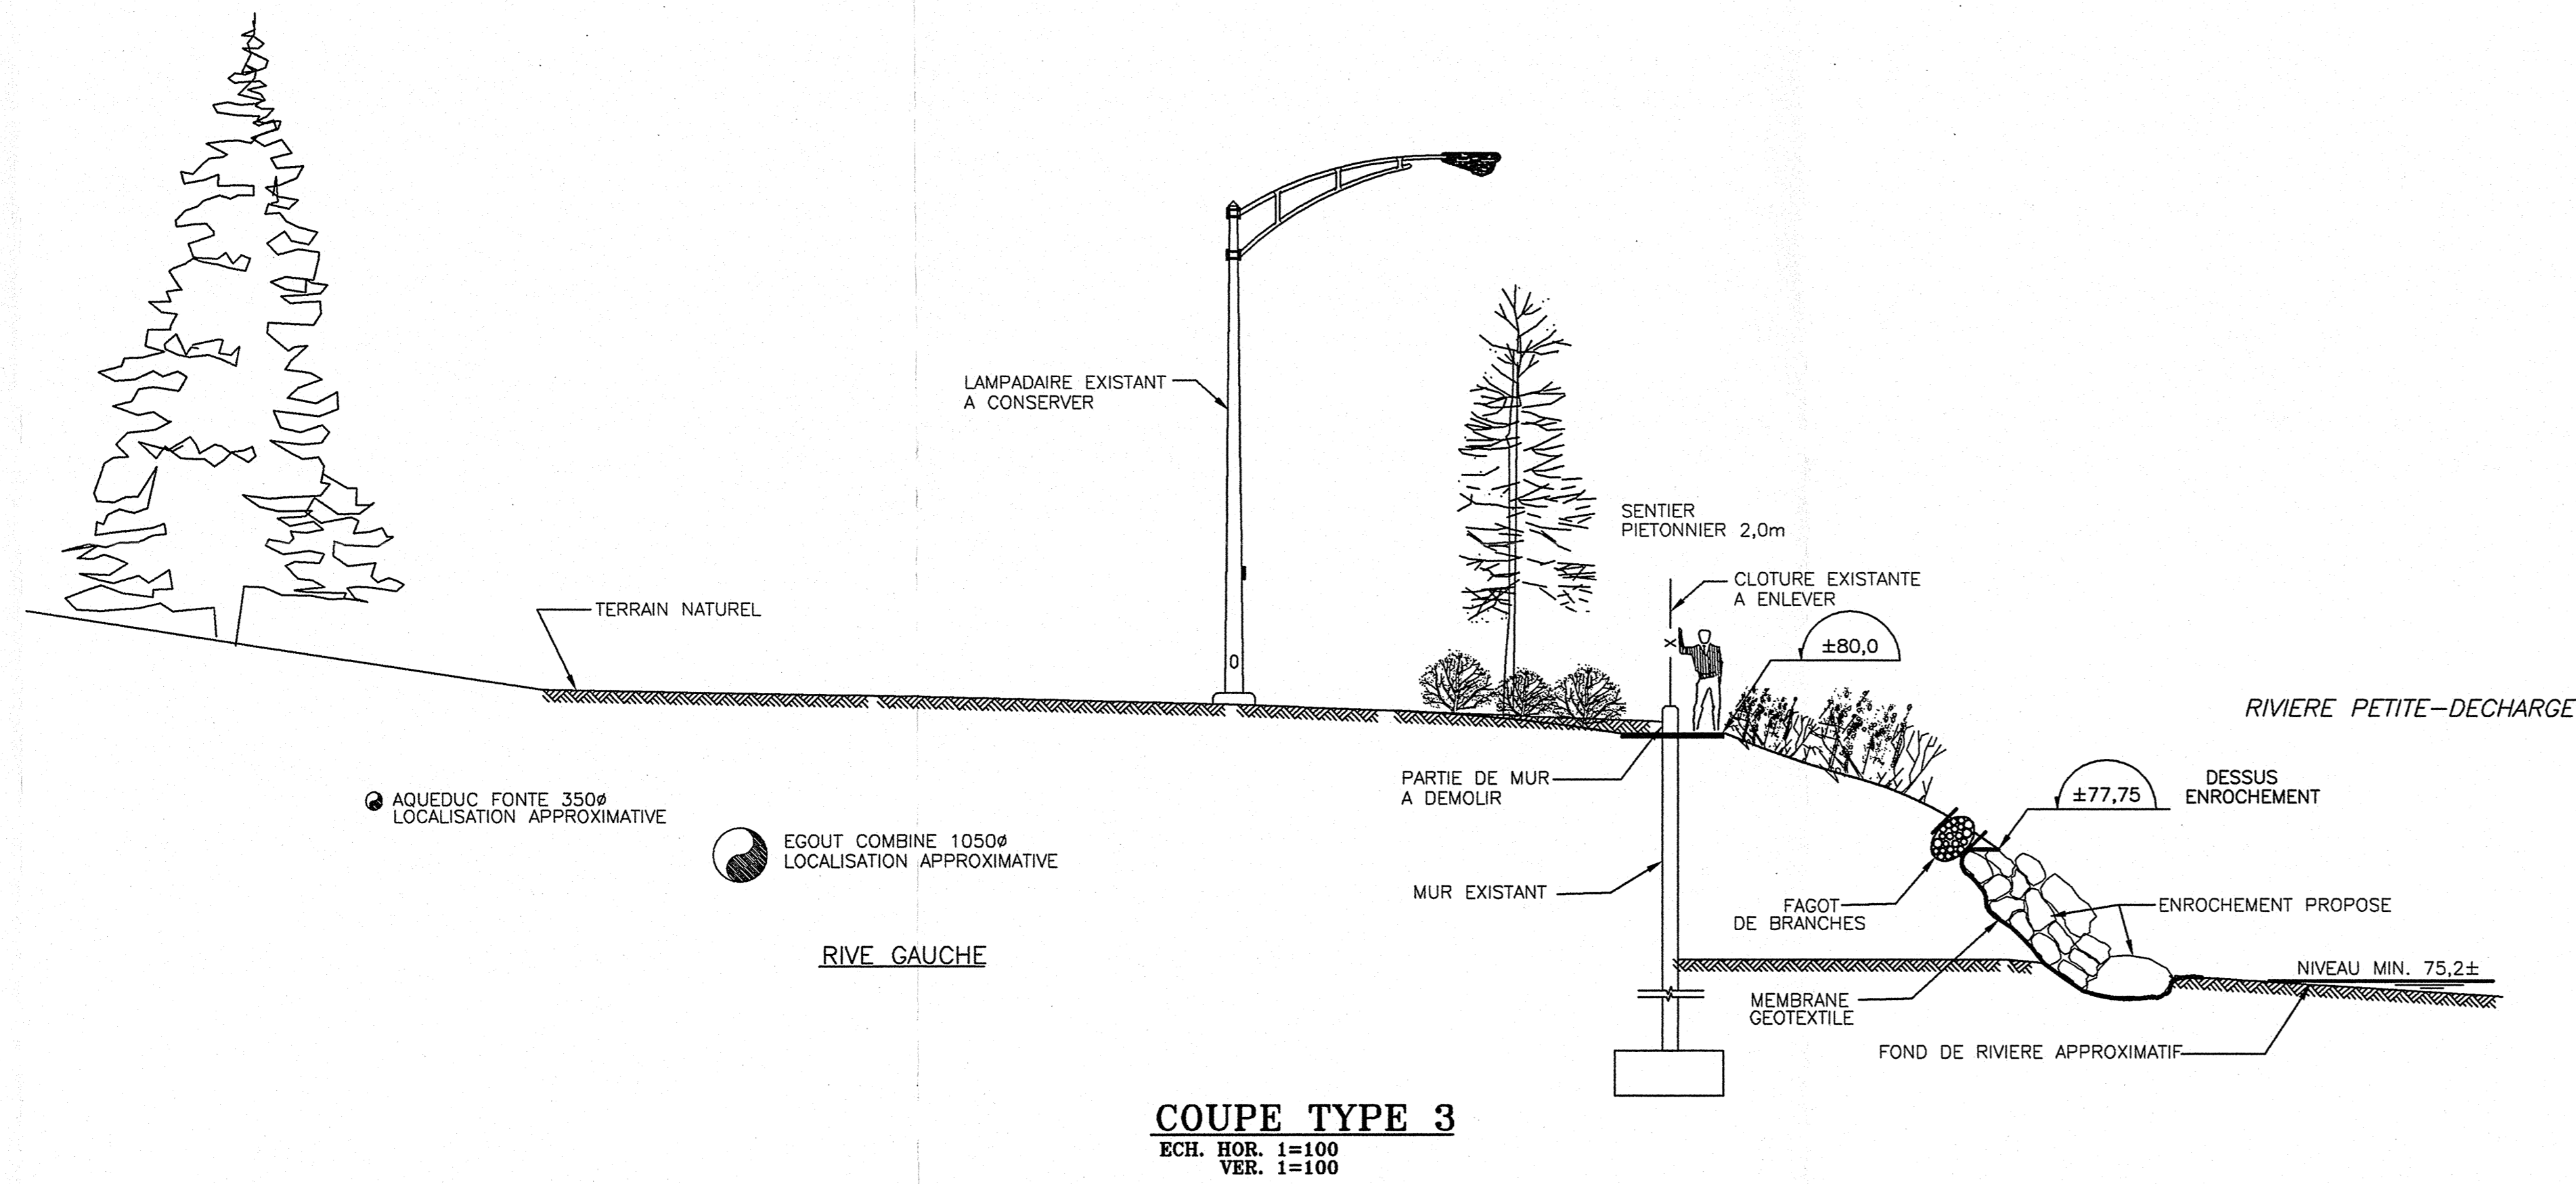 LAMPADAIRE EXISTANT
A CONSERVER
SENTIER
PIETONNIER 2,0m
CLOTURE EXISTANTE
A ENLEVER
TERRAIN NATUREL
±80,0
RIVIERE PETITE-DECHARGE
PARTIE DE MUR
A DEMOLIR
±77,75
DESSUS
ENROCHEMENT
AQUEDUC FONTE 350ø
LOCALISATION APPROXIMATIVE
EGOUT COMBINE 1050ø
LOCALISATION APPROXIMATIVE
MUR EXISTANT
FAGOT
DE BRANCHES
ENROCHEMENT PROPOSE
RIVE GAUCHE
NIVEAU MIN. 75,2±
MEMBRANE
GEOTEXTILE
FOND DE RIVIERE APPROXIMATIF
COUPE TYPE 3
ECH. HOR. 1=100
VER. 1=100